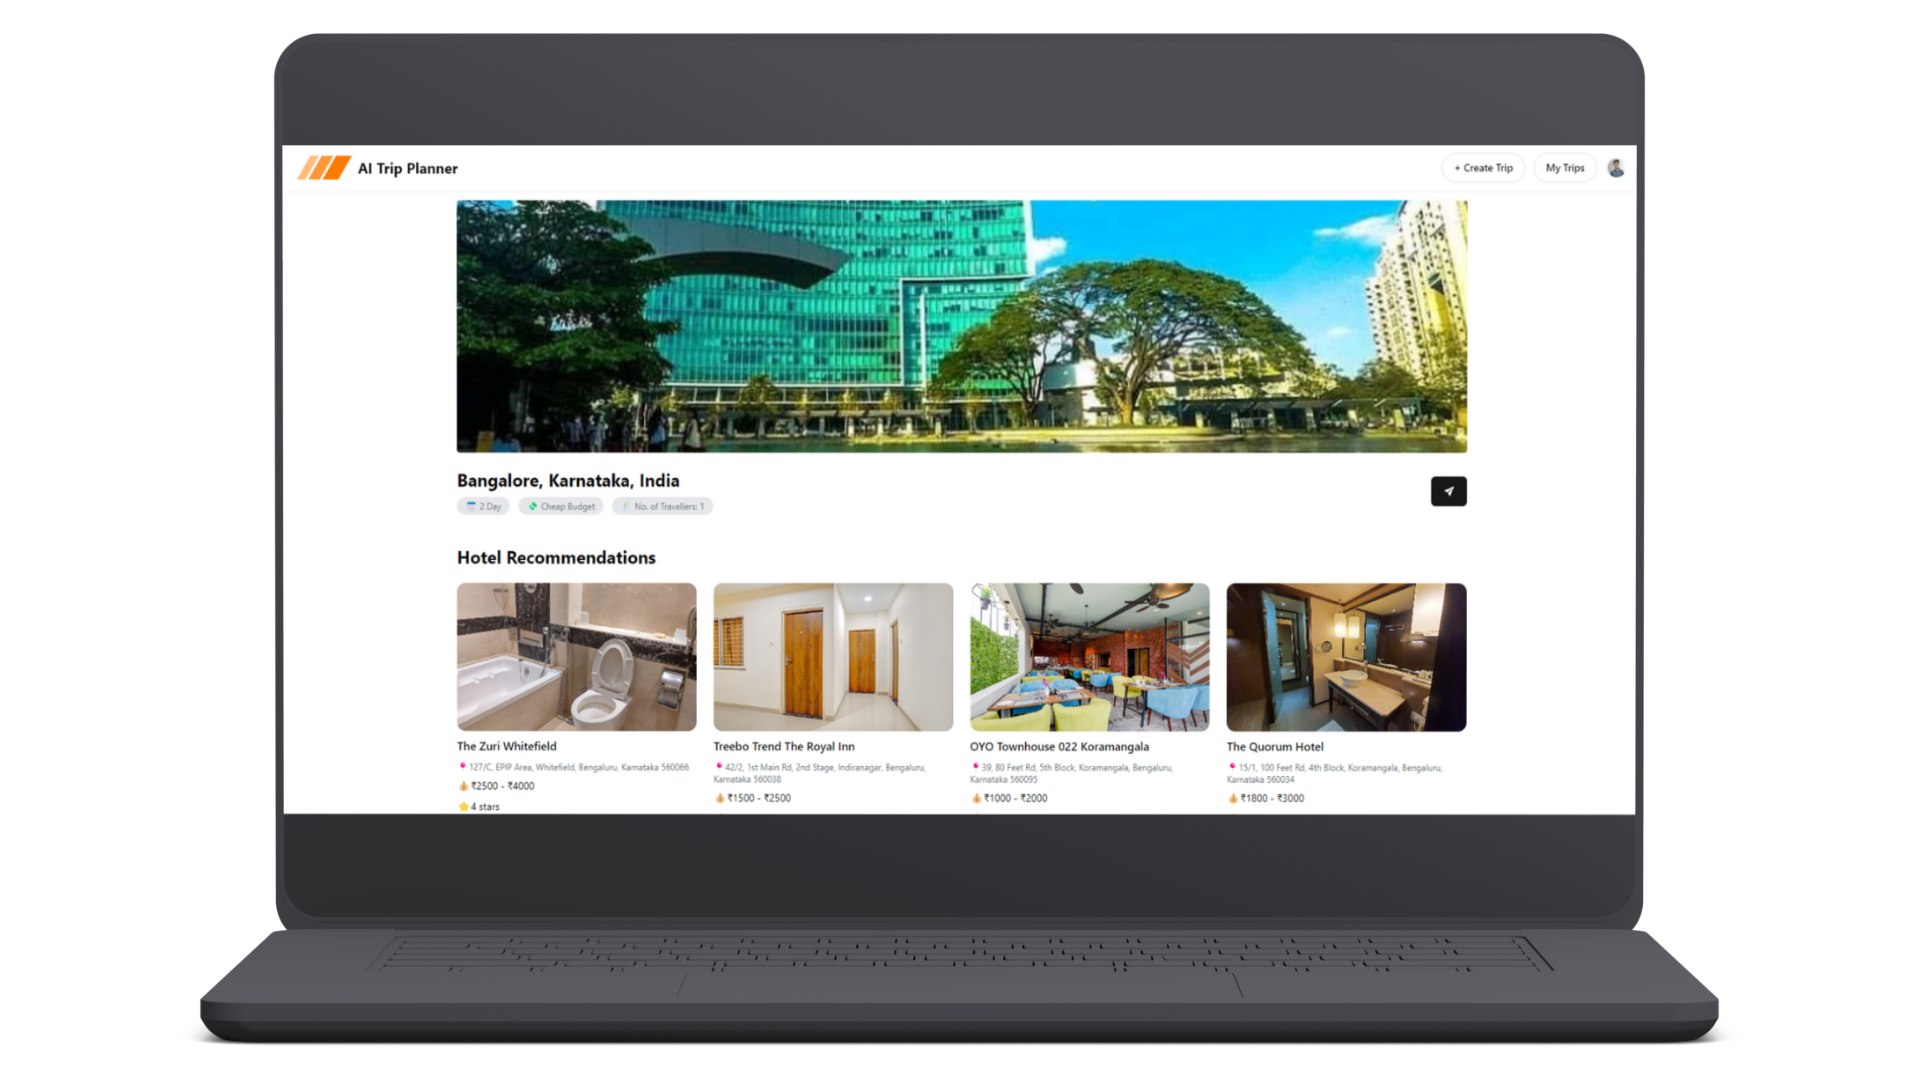 AI Trip Planner
+ Create Trip
My Trips
Bangalore, Karnataka, India
2 Day
Cheap Budget
No. of Travellers: 1
Hotel Recommendations
The Zuri Whitefield
127/C, EPIP Area, Whitefield, Bengaluru, Karnataka 560066
₹2500 - ₹4000
4 stars
Treebo Trend The Royal Inn
42/2, 1st Main Rd, 2nd Stage, Indiranagar, Bengaluru,
Karnataka 560038
₹1500 - ₹2500
OYO Townhouse 022 Koramangala
39, 80 Feet Rd, 5th Block, Koramangala, Bengaluru,
Karnataka 560095
₹1000 - ₹2000
The Quorum Hotel
15/1, 100 Feet Rd, 4th Block, Koramangala, Bengaluru,
Karnataka 560034
₹1800 - ₹3000